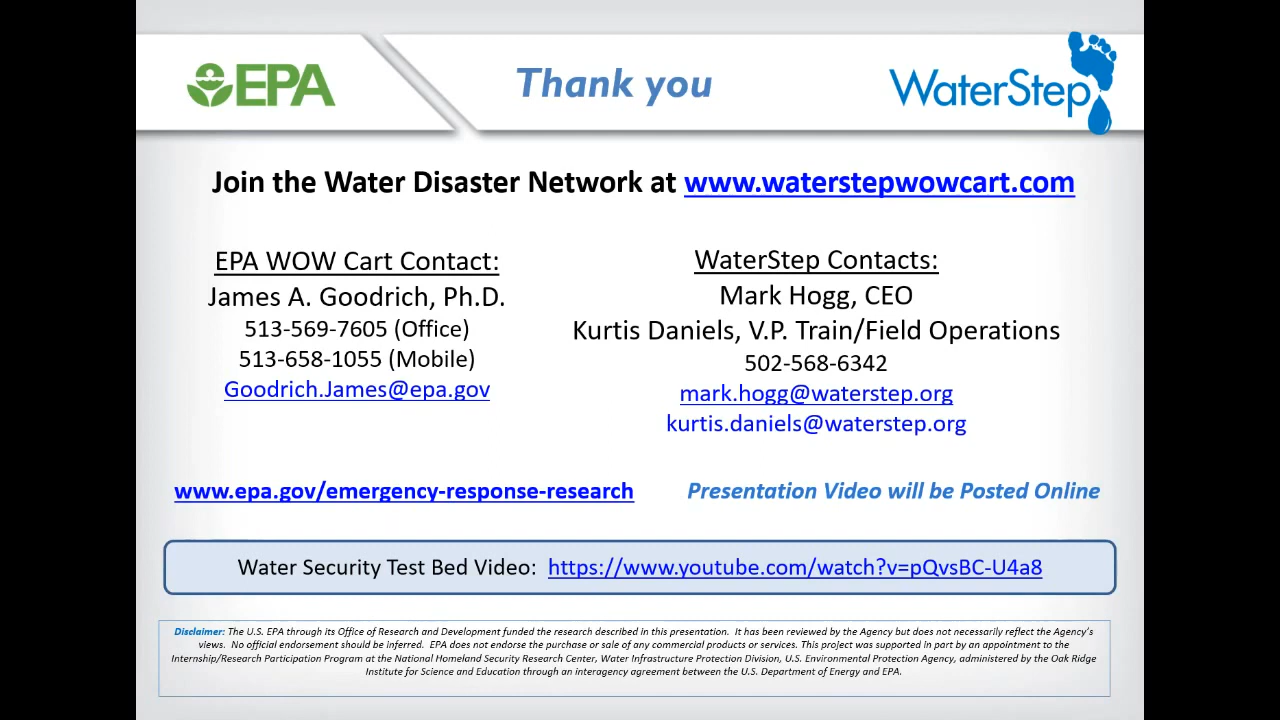 EPA
Thank you
WaterStep
Join the Water Disaster Network at www.waterstepwowcart.com
EPA WOW Cart Contact:
James A. Goodrich, Ph.D.
513-569-7605 (Office)
513-658-1055 (Mobile)
Goodrich.James@epa.gov
WaterStep Contacts:
Mark Hogg, CEO
Kurtis Daniels, V.P. Train/Field Operations
502-568-6342
mark.hogg@waterstep.org
kurtis.daniels@waterstep.org
www.epa.gov/emergency-response-research
Presentation Video will be Posted Online
Water Security Test Bed Video: https://www.youtube.com/watch?v=pQvsBC-U4a8
Disclaimer: The U.S. EPA through its Office of Research and Development funded the research described in this presentation. It has been reviewed by the Agency but does not necessarily reflect the Agency's
views. No official endorsement should be inferred. EPA does not endorse the purchase or sale of any commercial products or services. This project was supported in part by an appointment to the
Internship/Research Participation Program at the National Homeland Security Research Center, Water Infrastructure Protection Division, U.S. Environmental Protection Agency, administered by the Oak Ridge
Institute for Science and Education through an interagency agreement between the U.S. Department of Energy and EPA.